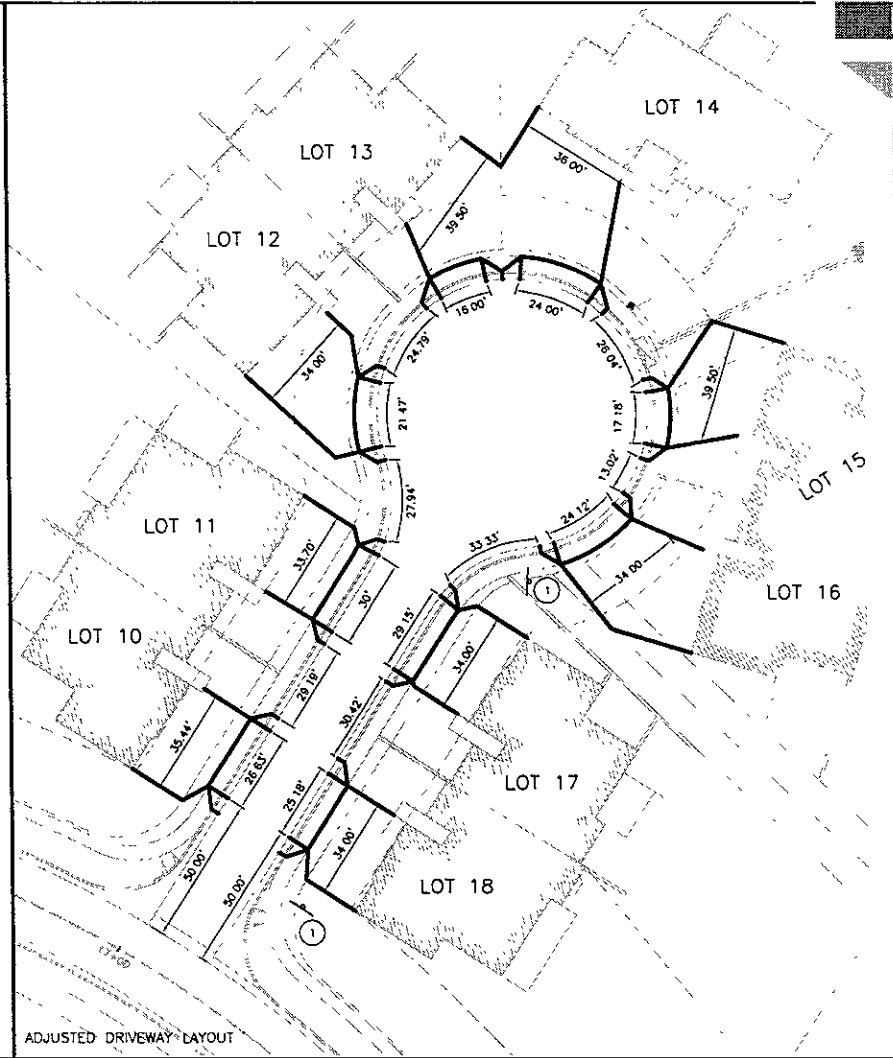 LOT 14
LOT 13
36 00'
39 50'
LOT 12
16 00'
24 00'
24.79'
26 04'
34 00'
39 50'
21 47'
17 18'
13.02'
LOT 15
27.94'
24 12'
LOT 11
33 33'
34 00
33.70'
1
LOT 16
30'
29 15'
LOT 10
34.00'
29 19'
30.42'
35.44'
26 63'
LOT 17
25 18'
50 00'
34 00'
50 00'
LOT 18
1
ADJUSTED DRIVEWAY LAYOUT